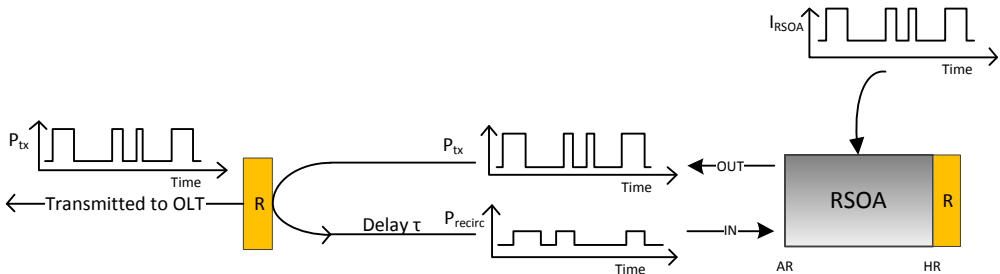 I_RSOA
Time
P_tx
Time
P_tx
Time
OUT
Transmitted to OLT
R
Delay τ
P_recirc
Time
IN
RSOA
R
AR
HR